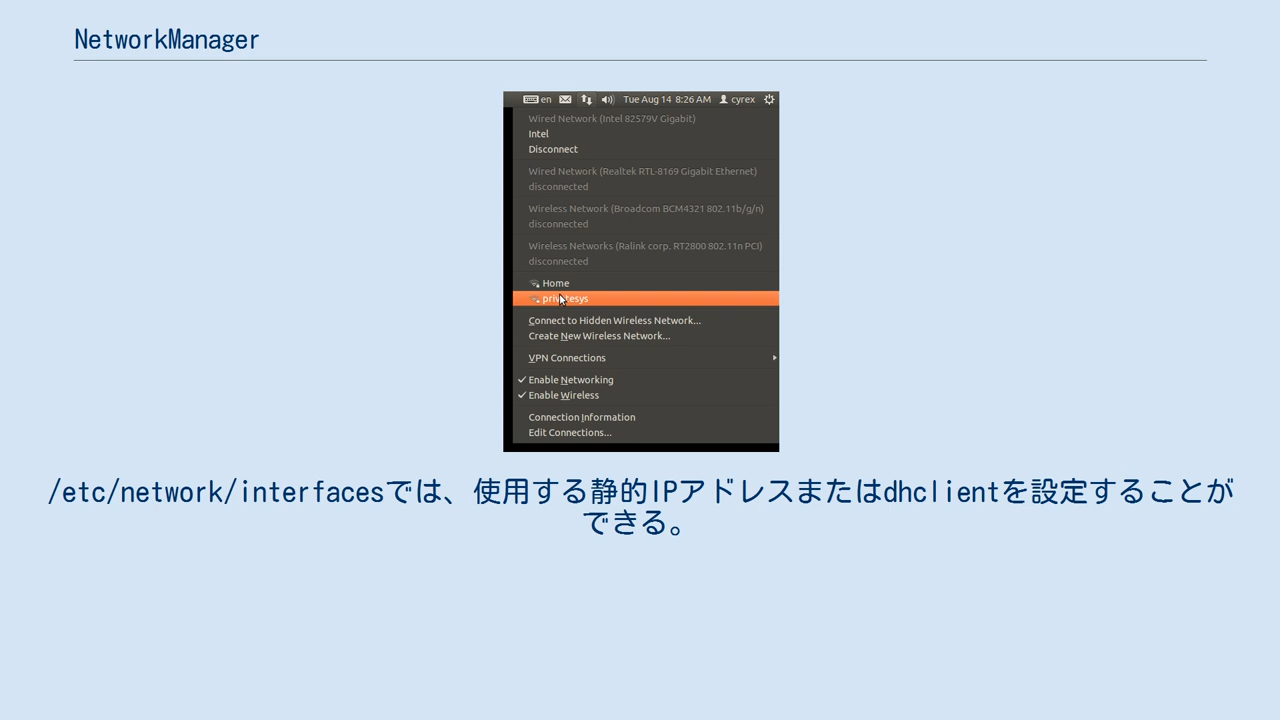 NetworkManager
en Tue Aug 14 8:26 AM cyrex
Wired Network (Intel 82579V Gigabit)
Intel
Disconnect
Wired Network (Realtek RTL-8169 Gigabit Ethernet)
disconnected
Wireless Network (Broadcom BCM4321 802.11b/g/n)
disconnected
Wireless Networks (Ralink corp. RT2800 802.11n PCI)
disconnected
Home
Connect to Hidden Wireless Network...
Create New Wireless Network...
VPN Connections
Enable Networking
Enable Wireless
Connection Information
Edit Connections...
/etc/network/interfacesでは、使用する静的IPアドレスまたはdhclientを設定することが
できる。